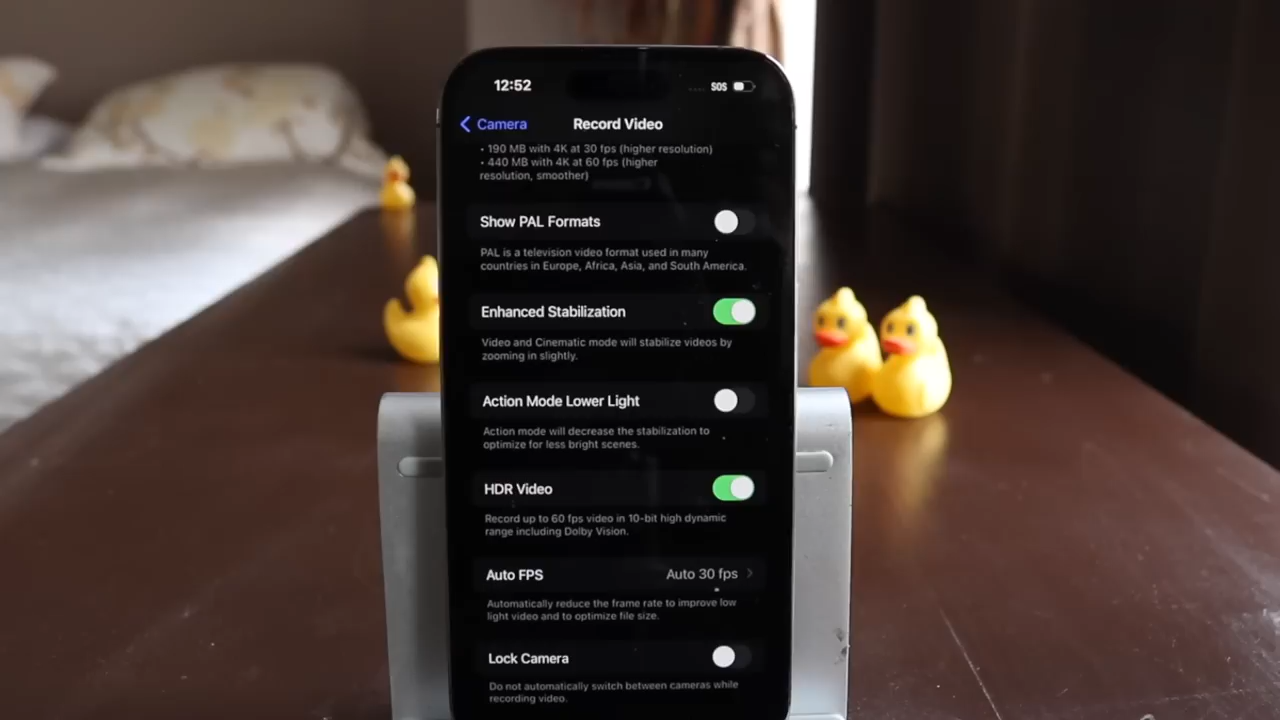 12:52 SOS
Camera Record Video
• 190 MB with 4K at 30 fps (higher resolution)
• 440 MB with 4K at 60 fps (higher
resolution, smoother)
Show PAL Formats
PAL is a television video format used in many
countries in Europe, Africa, Asia, and South America.
Enhanced Stabilization
Video and Cinematic mode will stabilize videos by
zooming in slightly.
Action Mode Lower Light
Action mode will decrease the stabilization to
optimize for less bright scenes.
HDR Video
Record up to 60 fps video in 10-bit high dynamic
range including Dolby Vision.
Auto FPS Auto 30 fps
Automatically reduce the frame rate to improve low
light video and to optimize file size.
Lock Camera
Do not automatically switch between cameras while
recording video.